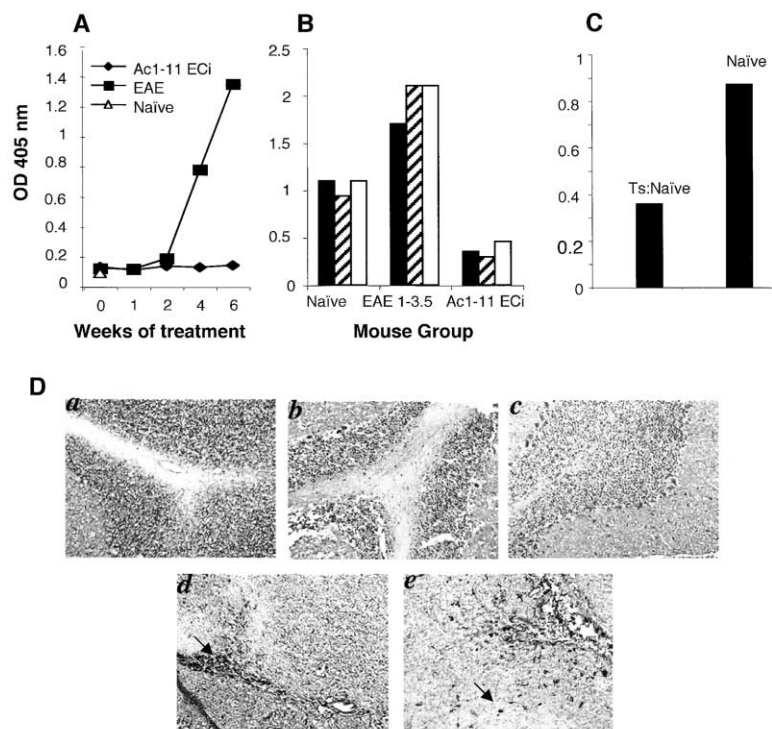 A
OD 405 nm
1.6
1.4
1.2
1
0.8
0.6
0.4
0.2
0
Ac1-11 ECi
EAE
Naïve
0 1 2 4 6
Weeks of treatment
B
2.5
2
1.5
1
0.5
0
Naïve EAE 1-3.5 Ac1-11 ECi
Mouse Group
C
1
0.8
0.6
0.4
0.2
0
Ts:Naïve
Naïve
D
a
b
c
d
e